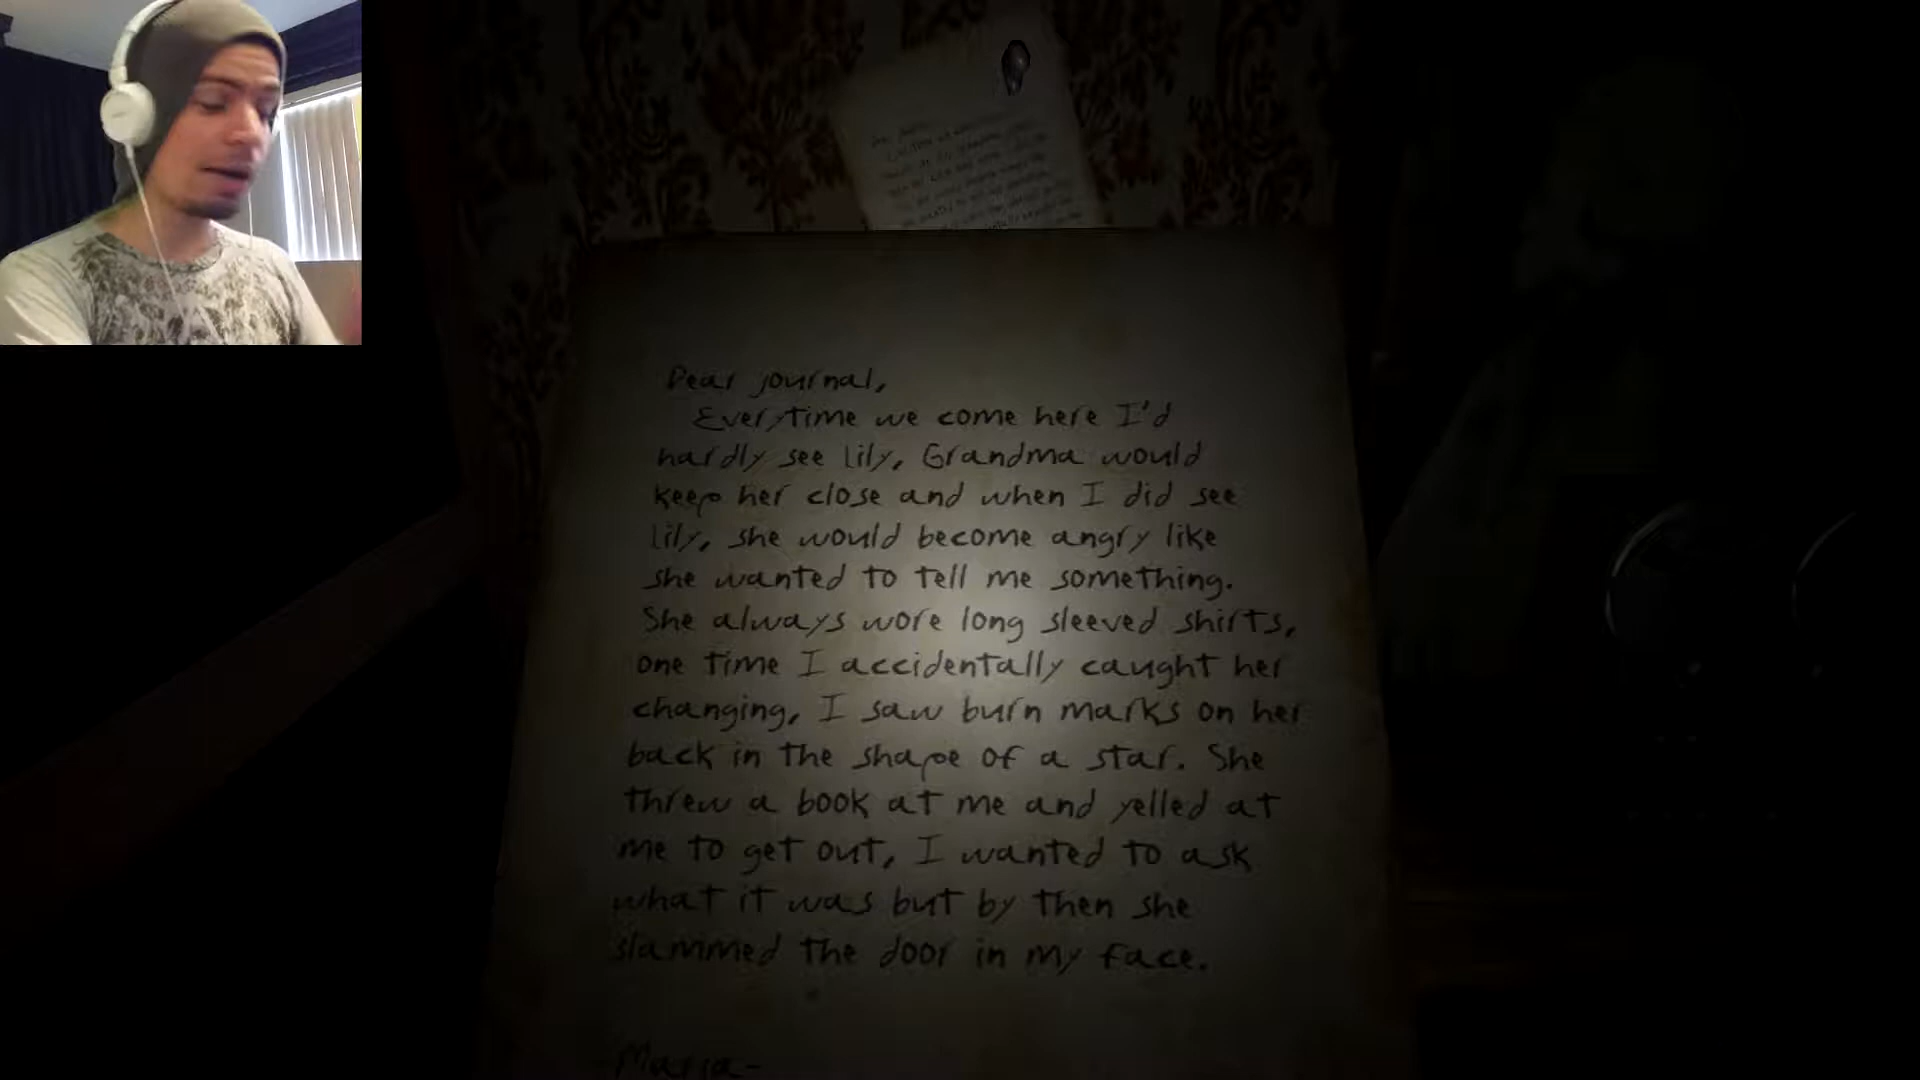 Dear journal,
Everytime we come here I'd
hardly see Lily, Grandma would
keep her close and when I did see
Lily, she would become angry like
she wanted to tell me something.
She always wore long sleeved shirts,
one time I accidentally caught her
changing, I saw burn marks on her
back in the shape of a star. She
threw a book at me and yelled at
me to get out, I wanted to ask
what it was but by then she
slammed the door in my face.
-Maria-